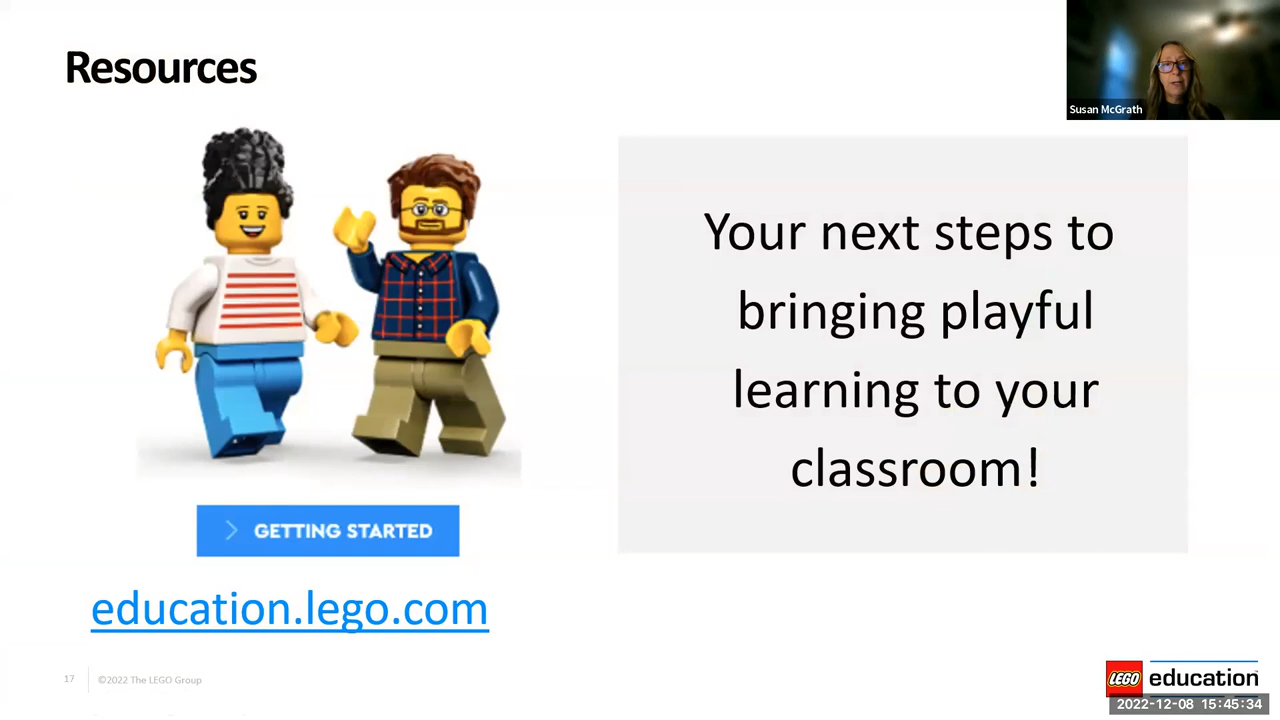 Resources
Susan McGrath
Your next steps to
bringing playful
learning to your
classroom!
GETTING STARTED
education.lego.com
17
©2022 The LEGO Group
LEGO education
2022-12-08 15:45:34